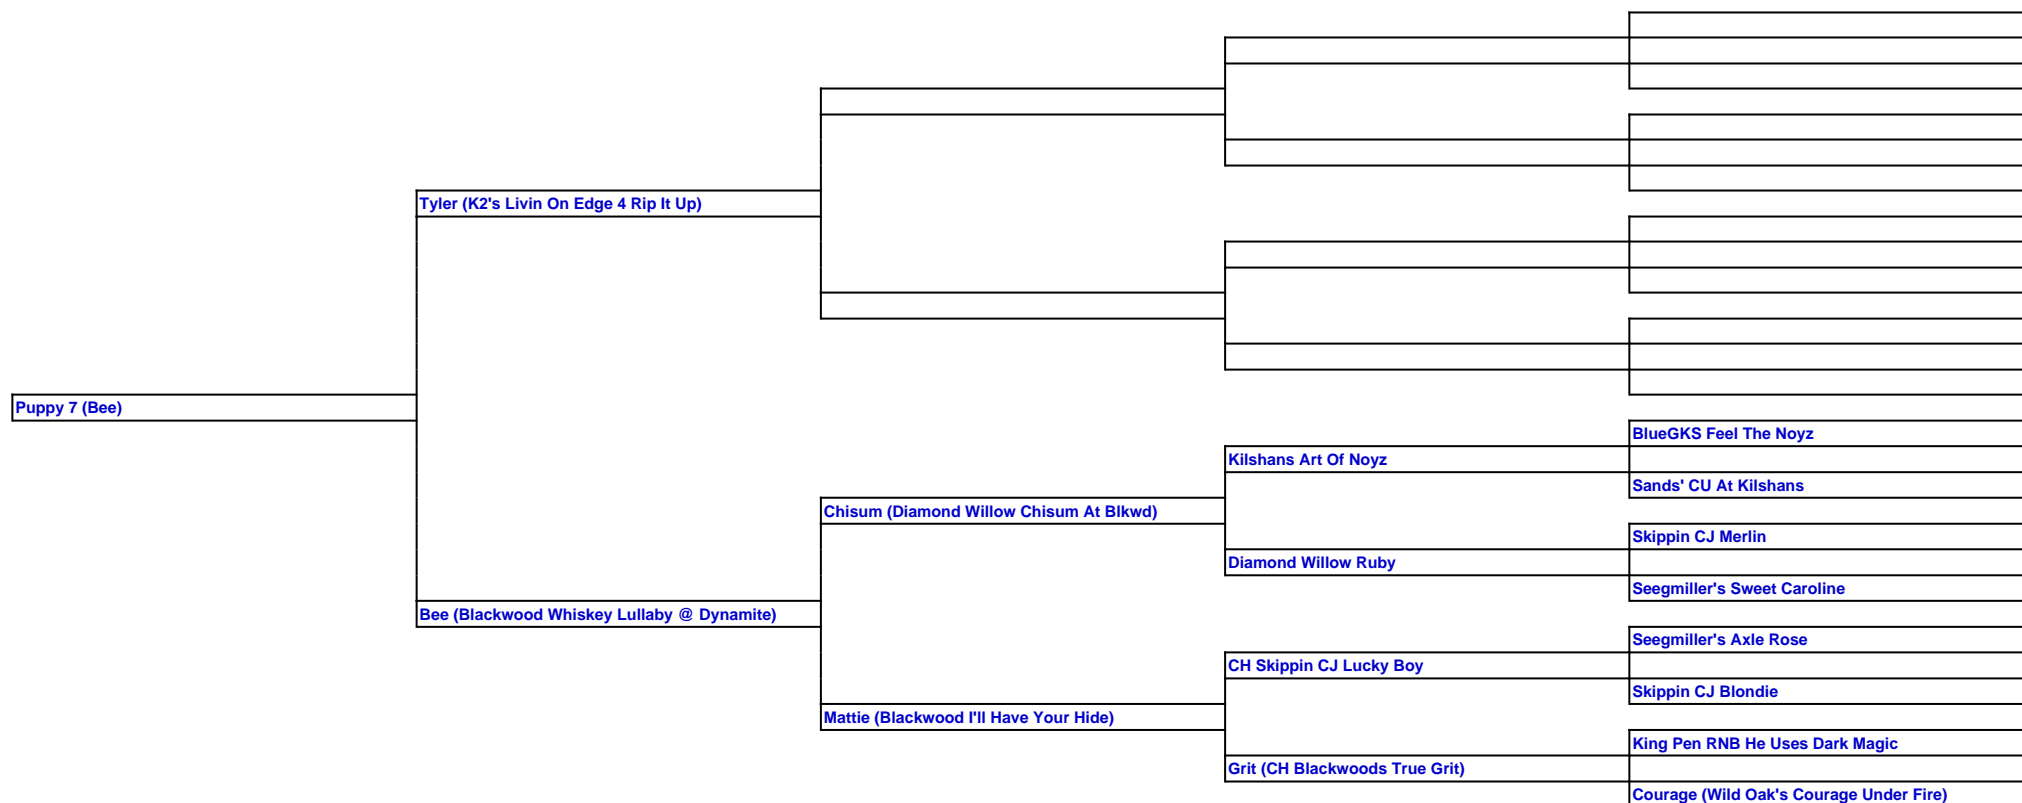 Tyler (K2's Livin On Edge 4 Rip It Up)
Puppy 7 (Bee)
BlueGKS Feel The Noyz
Kilshans Art Of Noyz
Sands' CU At Kilshans
Chisum (Diamond Willow Chisum At Blkwd)
Skippin CJ Merlin
Diamond Willow Ruby
Seegmiller's Sweet Caroline
Bee (Blackwood Whiskey Lullaby @ Dynamite)
Seegmiller's Axle Rose
CH Skippin CJ Lucky Boy
Skippin CJ Blondie
Mattie (Blackwood I'll Have Your Hide)
King Pen RNB He Uses Dark Magic
Grit (CH Blackwoods True Grit)
Courage (Wild Oak's Courage Under Fire)